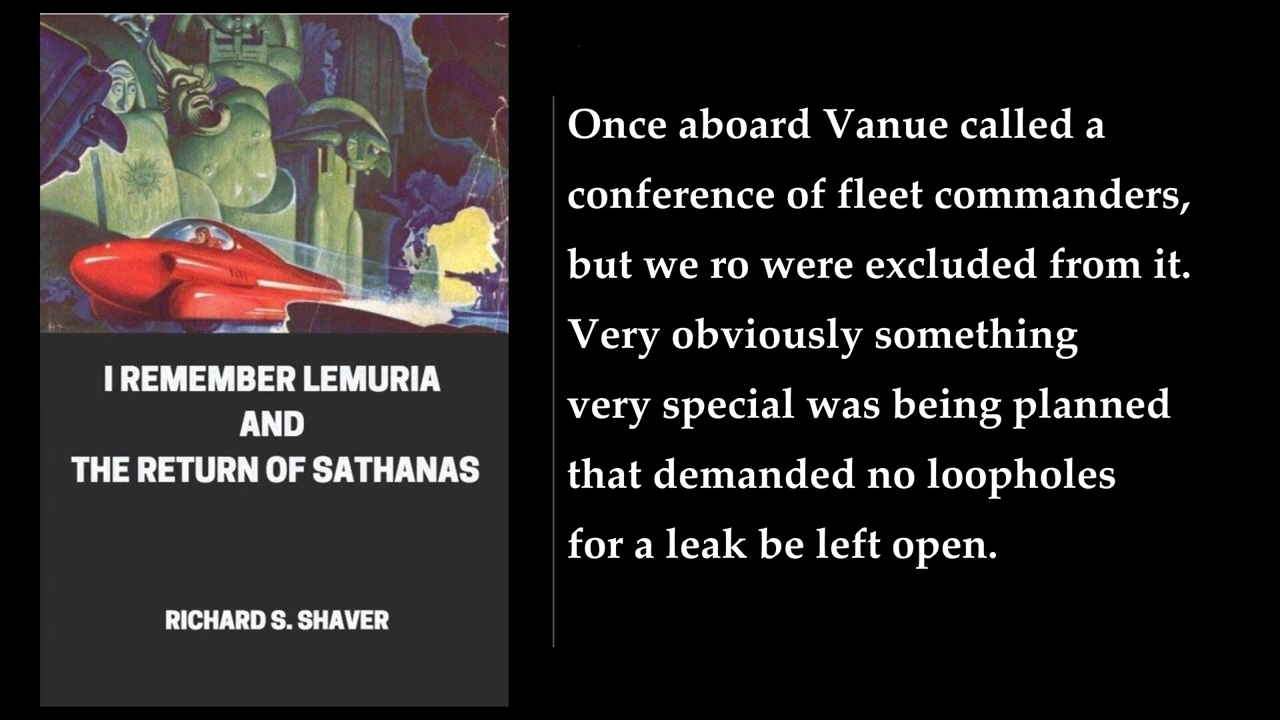 I REMEMBER LEMURIA
AND
THE RETURN OF SATHANAS
RICHARD S. SHAVER
Once aboard Vanue called a
conference of fleet commanders,
but we ro were excluded from it.
Very obviously something
very special was being planned
that demanded no loopholes
for a leak be left open.